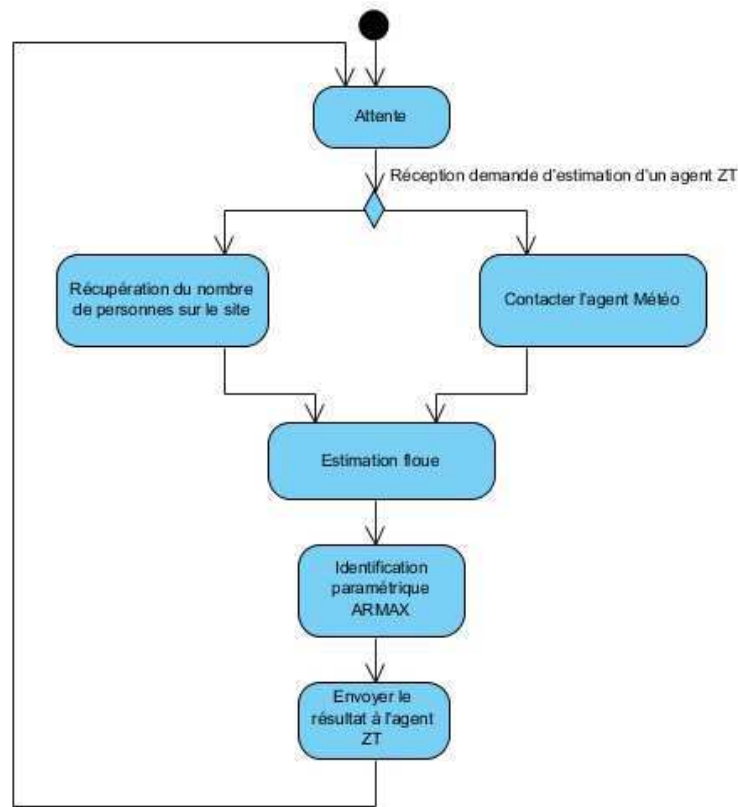 Attente
Réception demande d'estimation d'un agent ZT
Récupération du nombre
de personnes sur le site
Contacter l'agent Météo
Estimation floue
Identification
paramétrique
ARMAX
Envoyer le
résultat à l'agent
ZT